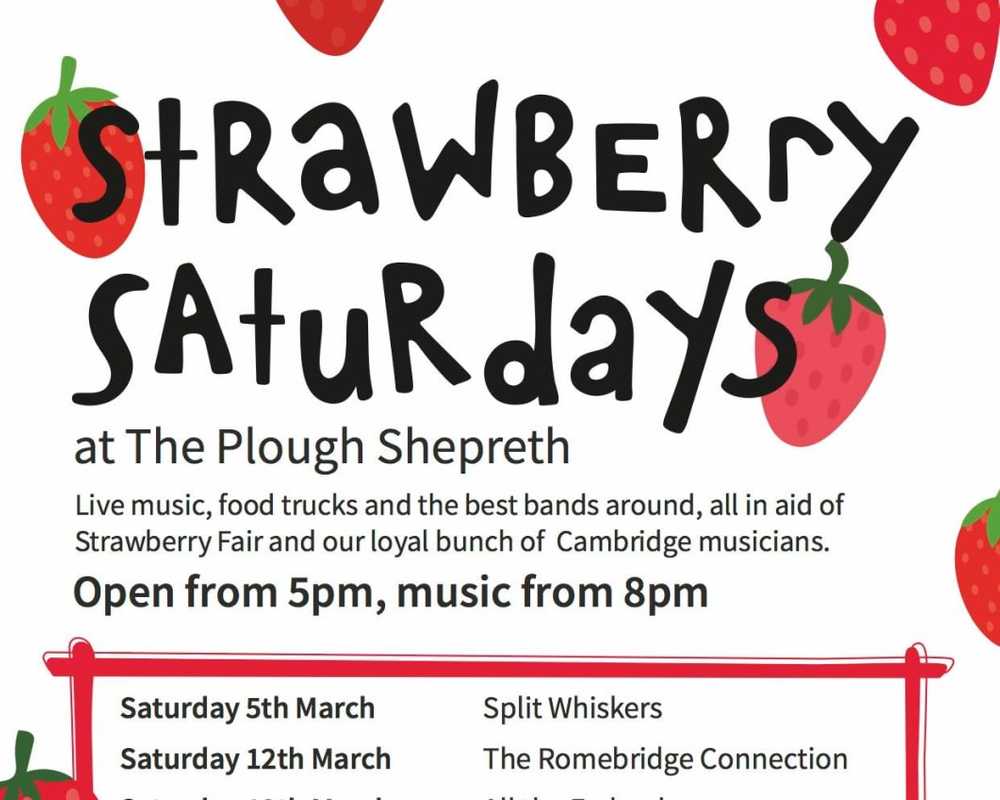 Strawberry
Saturdays
at The Plough Shepreth
Live music, food trucks and the best bands around, all in aid of
Strawberry Fair and our loyal bunch of Cambridge musicians.
Open from 5pm, music from 8pm
Saturday 5th March Split Whiskers
Saturday 12th March The Romebridge Connection